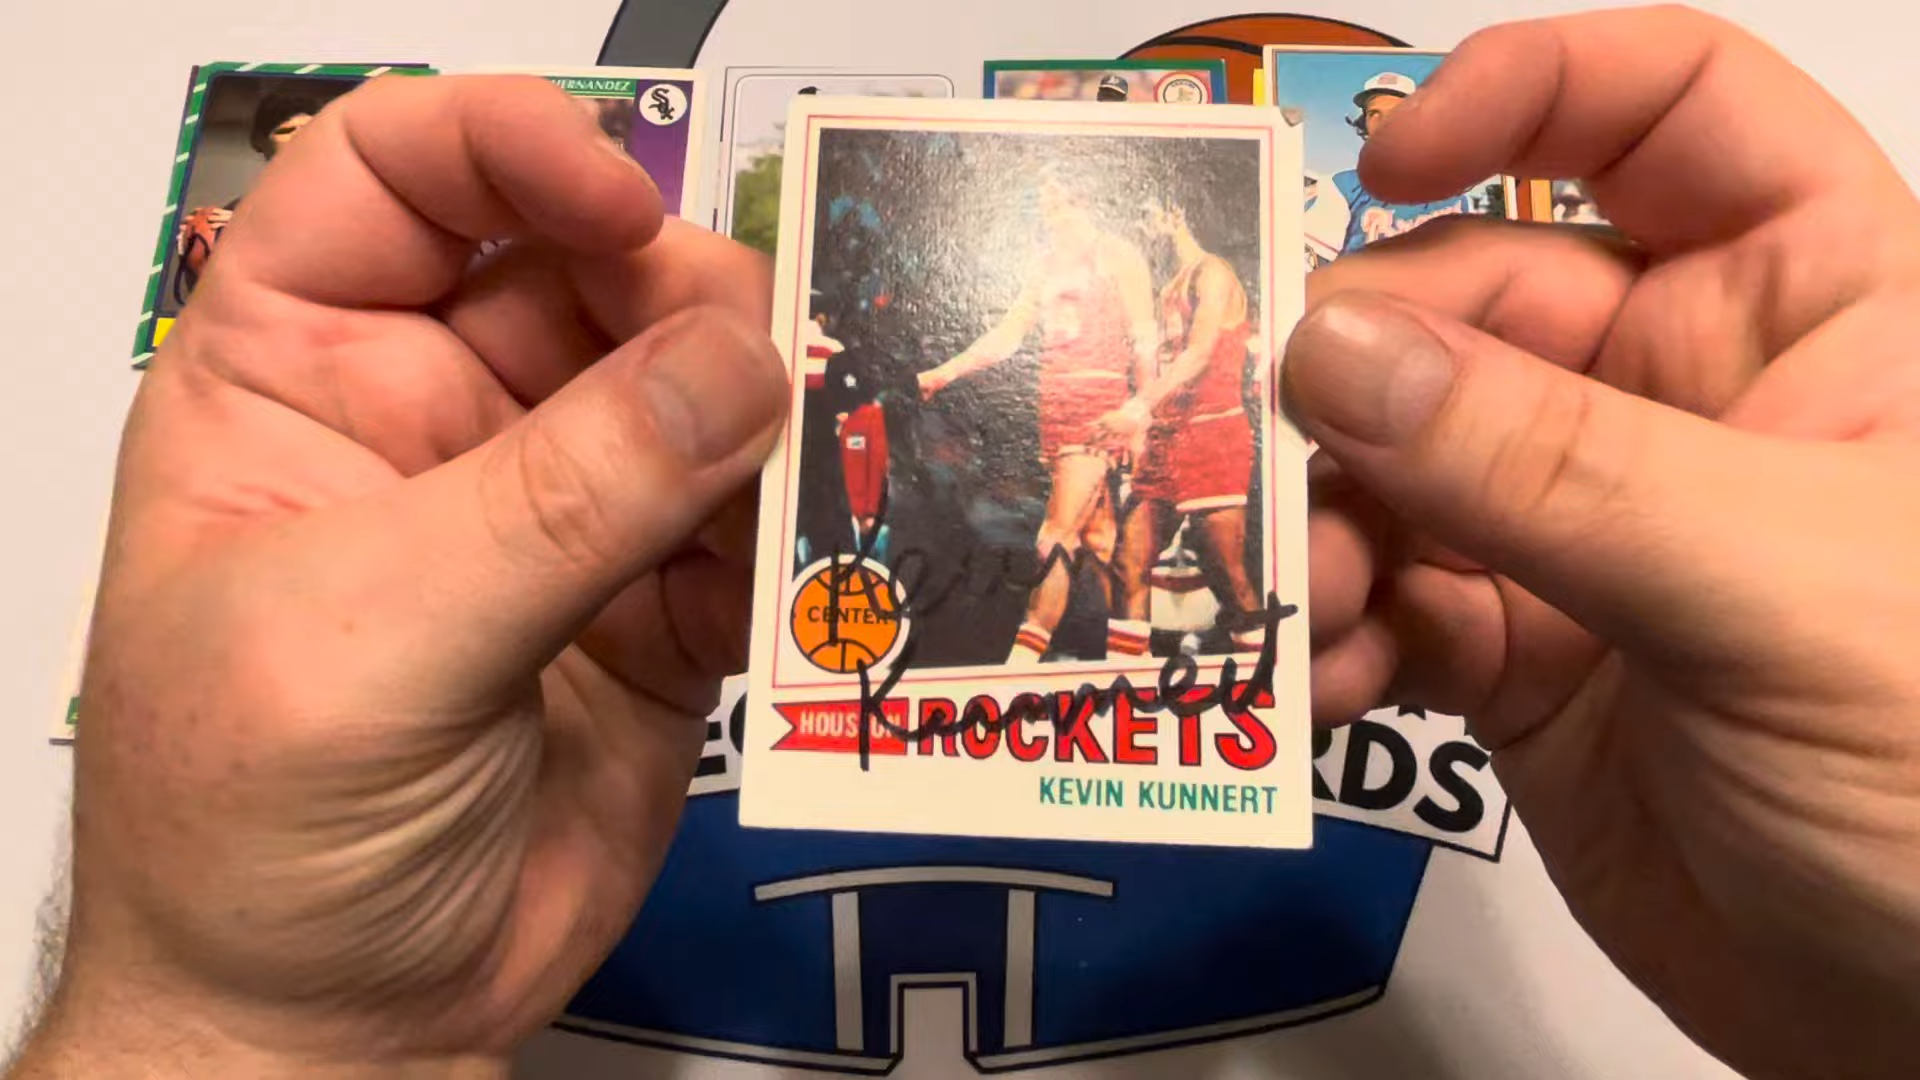 HERNANDEZ
CENTER
Kevin
Kunnert
HOUSTON ROCKETS
KEVIN KUNNERT
RDS